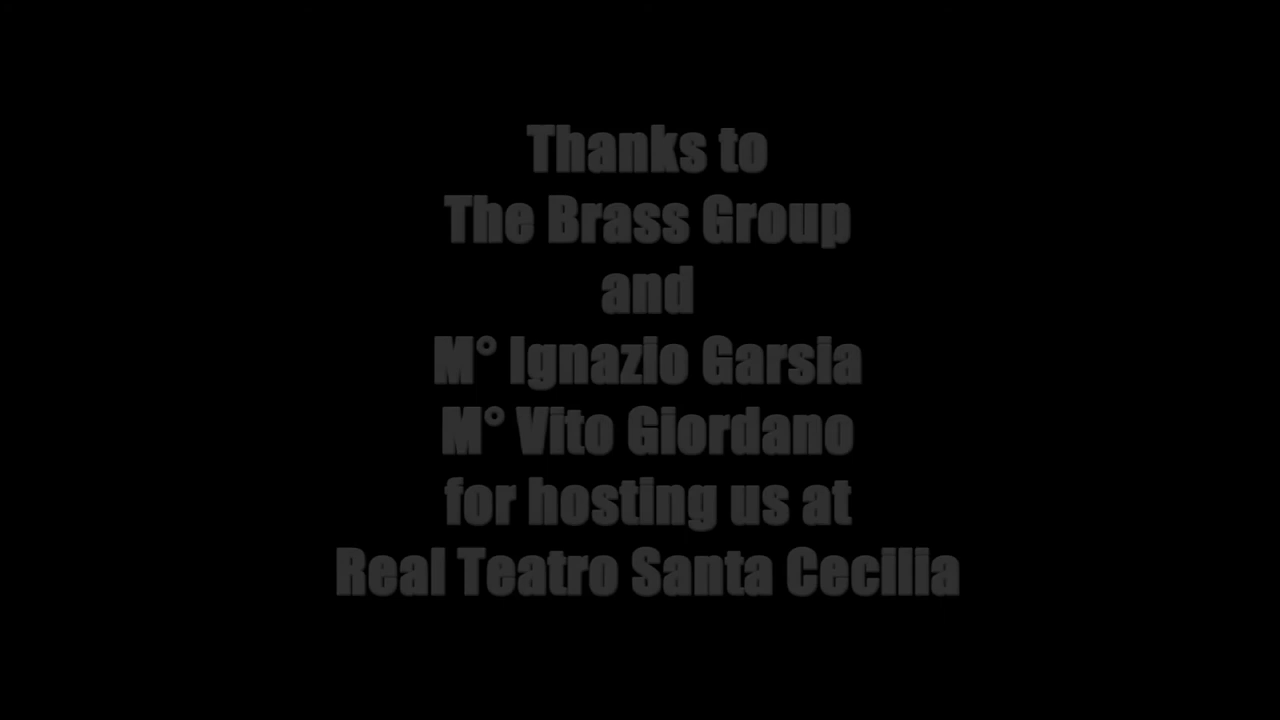 Thanks to
The Brass Group
and
M° Ignazio Garsia
M° Vito Giordano
for hosting us at
Real Teatro Santa Cecilia